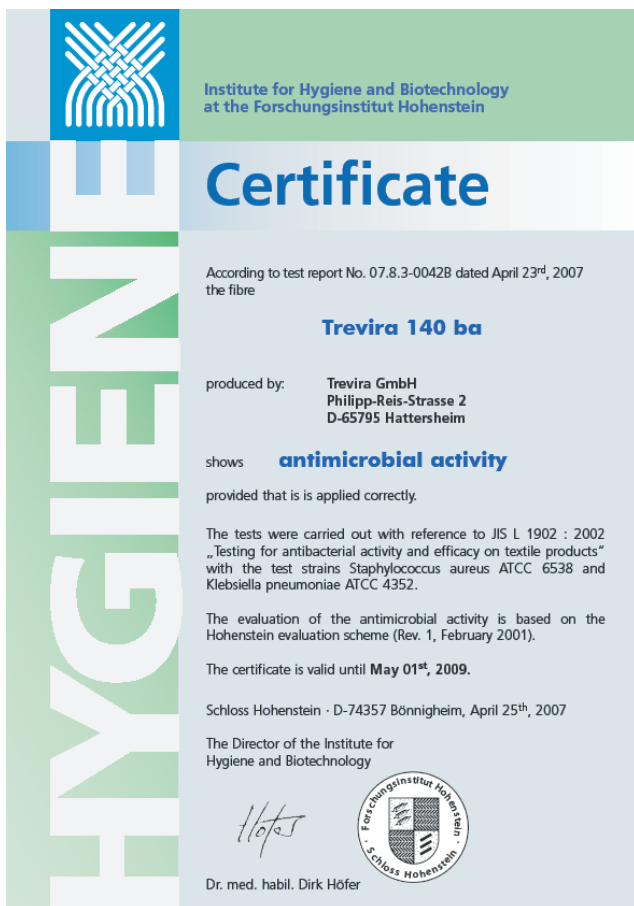 Institute for Hygiene and Biotechnology
at the Forschungsinstitut Hohenstein
HYGIENE
Certificate
According to test report No. 07.8.3-0042B dated April 23rd, 2007
the fibre
Trevira 140 ba
produced by: Trevira GmbH
Philipp-Reis-Strasse 2
D-65795 Hattersheim
shows antimicrobial activity
provided that is is applied correctly.
The tests were carried out with reference to JIS L 1902 : 2002
„Testing for antibacterial activity and efficacy on textile products“
with the test strains Staphylococcus aureus ATCC 6538 and
Klebsiella pneumoniae ATCC 4352.
The evaluation of the antimicrobial activity is based on the
Hohenstein evaluation scheme (Rev. 1, February 2001).
The certificate is valid until May 01st, 2009.
Schloss Hohenstein · D-74357 Bönnigheim, April 25th, 2007
The Director of the Institute for
Hygiene and Biotechnology
Höfer
Forschungsinstitut Hohenstein · Schloss Hohenstein ·
Dr. med. habil. Dirk Höfer